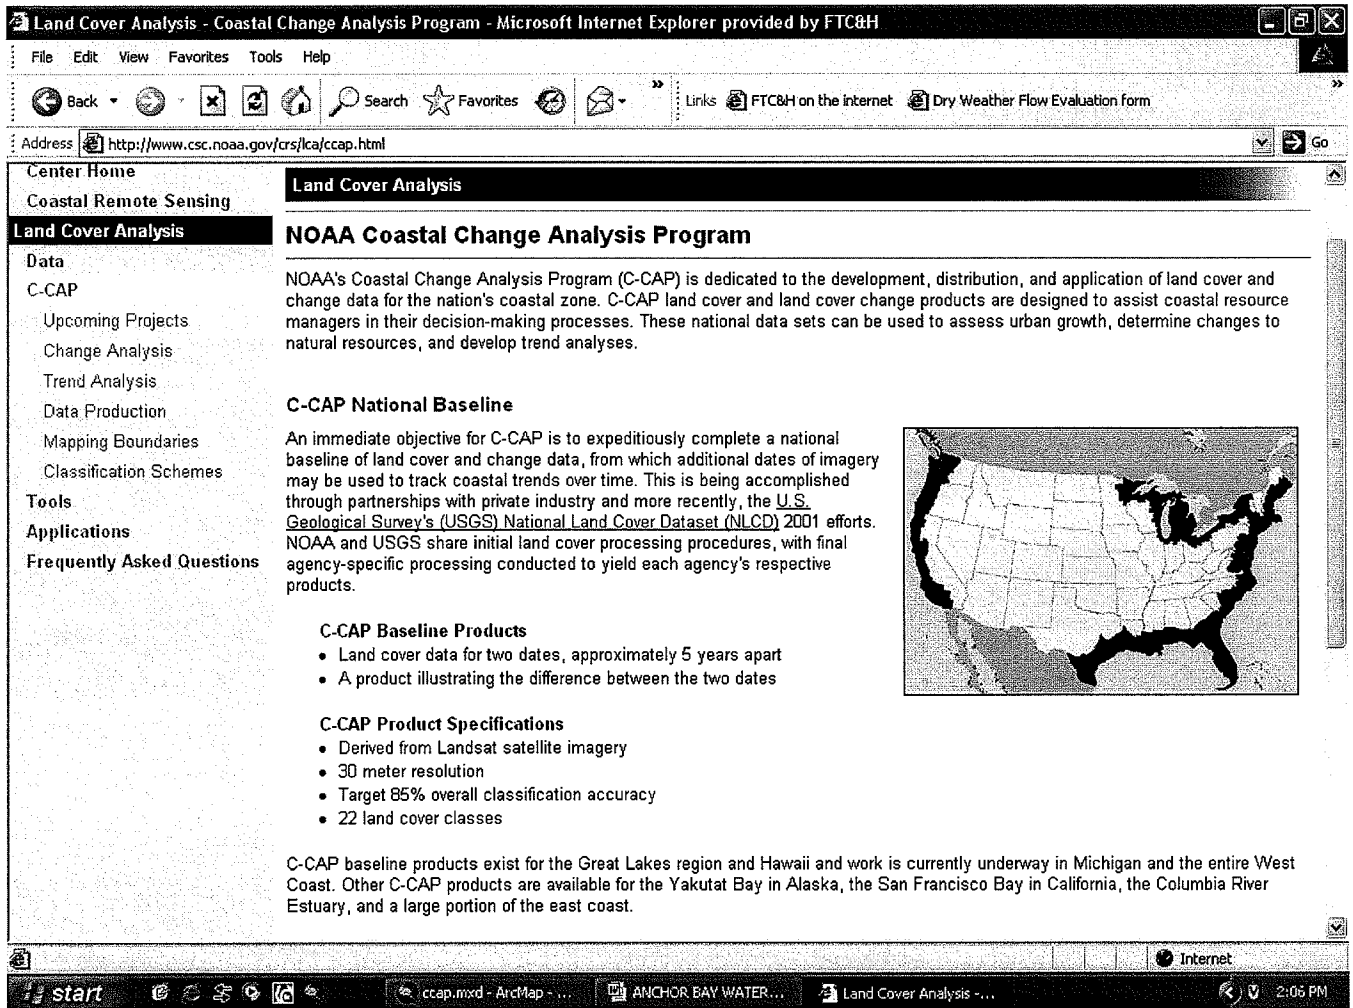 Land Cover Analysis - Coastal Change Analysis Program - Microsoft Internet Explorer provided by FTC&H
File Edit View Favorites Tools Help
Back Search Favorites » Links FTC&H on the internet Dry Weather Flow Evaluation form »
Address http://www.csc.noaa.gov/crs/lca/ccap.html Go
Center Home
Coastal Remote Sensing
Land Cover Analysis
Data
C-CAP
Upcoming Projects
Change Analysis
Trend Analysis
Data Production
Mapping Boundaries
Classification Schemes
Tools
Applications
Frequently Asked Questions
Land Cover Analysis
NOAA Coastal Change Analysis Program
NOAA's Coastal Change Analysis Program (C-CAP) is dedicated to the development, distribution, and application of land cover and
change data for the nation's coastal zone. C-CAP land cover and land cover change products are designed to assist coastal resource
managers in their decision-making processes. These national data sets can be used to assess urban growth, determine changes to
natural resources, and develop trend analyses.
C-CAP National Baseline
An immediate objective for C-CAP is to expeditiously complete a national
baseline of land cover and change data, from which additional dates of imagery
may be used to track coastal trends over time. This is being accomplished
through partnerships with private industry and more recently, the U.S.
Geological Survey's (USGS) National Land Cover Dataset (NLCD) 2001 efforts.
NOAA and USGS share initial land cover processing procedures, with final
agency-specific processing conducted to yield each agency's respective
products.
C-CAP Baseline Products
• Land cover data for two dates, approximately 5 years apart
• A product illustrating the difference between the two dates
C-CAP Product Specifications
• Derived from Landsat satellite imagery
• 30 meter resolution
• Target 85% overall classification accuracy
• 22 land cover classes
C-CAP baseline products exist for the Great Lakes region and Hawaii and work is currently underway in Michigan and the entire West
Coast. Other C-CAP products are available for the Yakutat Bay in Alaska, the San Francisco Bay in California, the Columbia River
Estuary, and a large portion of the east coast.
Internet
start ccap.mxd - ArcMap - ... ANCHOR BAY WATER... Land Cover Analysis -... 2:06 PM